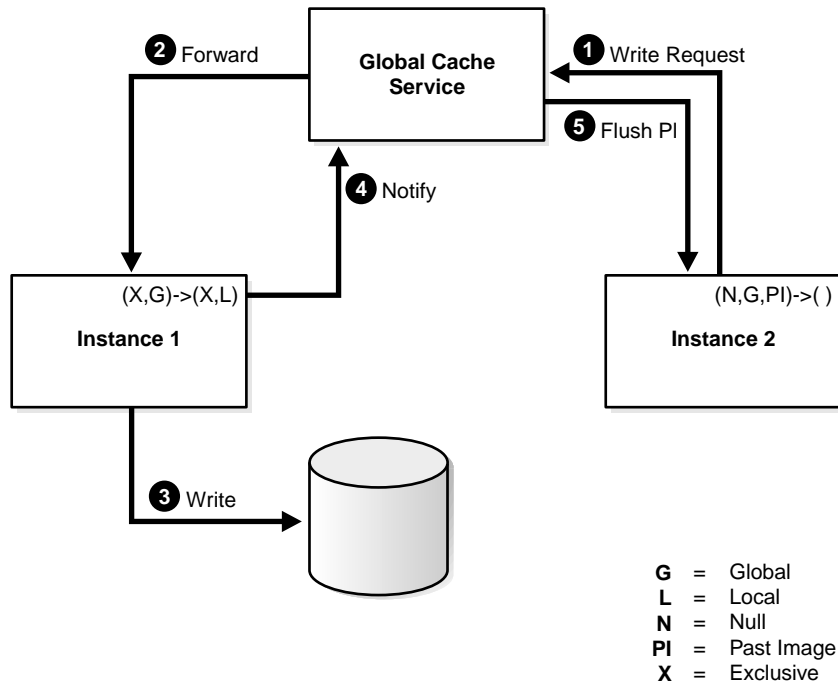 2 Forward
Global Cache
Service
1 Write Request
5 Flush PI
4 Notify
(X,G)->(X,L)
Instance 1
(N,G,PI)->( )
Instance 2
3 Write
G = Global
L = Local
N = Null
PI = Past Image
X = Exclusive